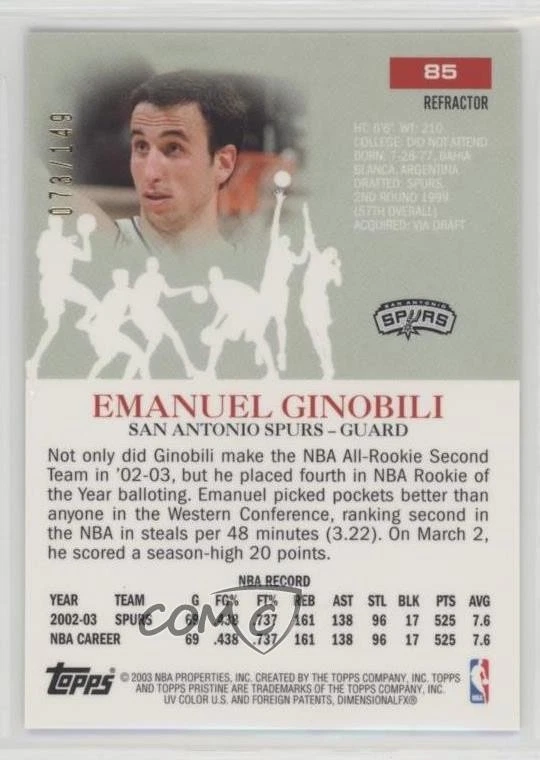 85
REFRACTOR
073/149
HT: 6'6" WT: 210
COLLEGE: DID NOT ATTEND
BORN: 7-28-77, BAHIA
BLANCA, ARGENTINA
DRAFTED: SPURS,
2ND ROUND 1999
(57TH OVERALL)
ACQUIRED: VIA DRAFT
SAN ANTONIO
SPURS
EMANUEL GINOBILI
SAN ANTONIO SPURS – GUARD
Not only did Ginobili make the NBA All-Rookie Second
Team in '02-03, but he placed fourth in NBA Rookie of
the Year balloting. Emanuel picked pockets better than
anyone in the Western Conference, ranking second in
the NBA in steals per 48 minutes (3.22). On March 2,
he scored a season-high 20 points.
NBA RECORD
YEAR TEAM G FG% FT% REB AST STL BLK PTS AVG
2002-03 SPURS 69 .438 .737 161 138 96 17 525 7.6
NBA CAREER 69 .438 .737 161 138 96 17 525 7.6
COMC
Topps
© 2003 NBA PROPERTIES, INC. CREATED BY THE TOPPS COMPANY, INC. TOPPS
AND TOPPS PRISTINE ARE TRADEMARKS OF THE TOPPS COMPANY, INC.
UV COLOR U.S. AND FOREIGN PATENTS, DIMENSIONALFX®
NBA